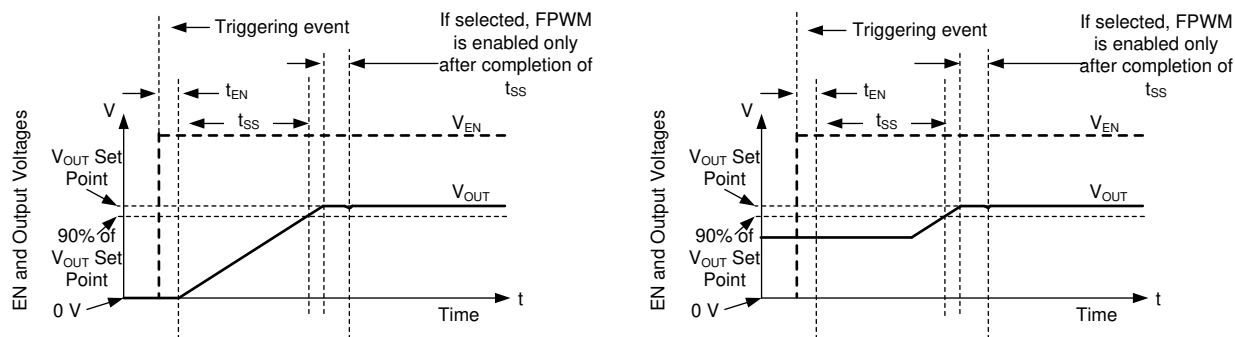 Triggering event
If selected, FPWM
is enabled only
after completion of
tSS
tEN
V
tSS
VEN
EN and Output Voltages
VOUT Set
Point
VOUT
90% of
VOUT Set
Point
0 V
t
Time
Triggering event
If selected, FPWM
is enabled only
after completion of
tSS
tEN
V
tSS
VEN
EN and Output Voltages
VOUT Set
Point
VOUT
90% of
VOUT Set
Point
0 V
t
Time